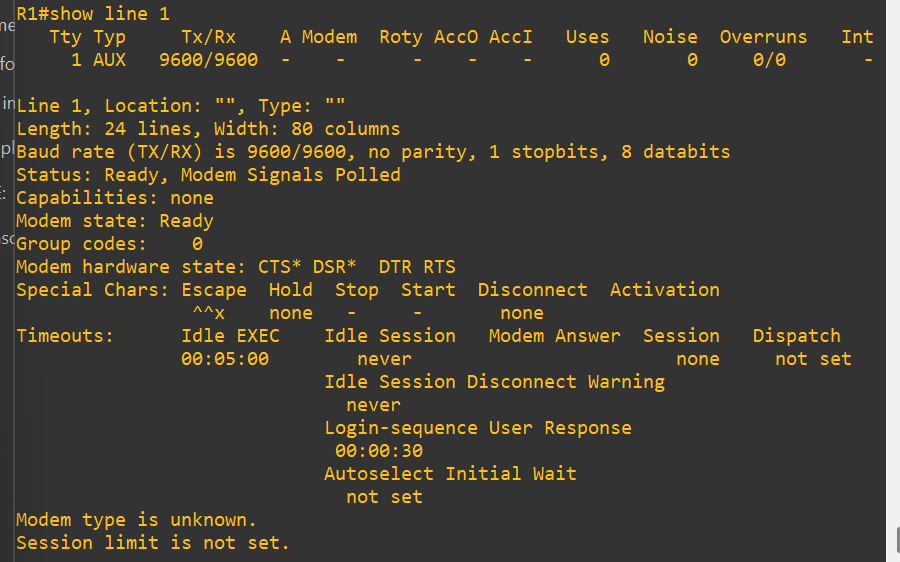 R1#show line 1
   Tty Typ     Tx/Rx    A Modem  Roty AccO AccI   Uses   Noise  Overruns   Int
     1 AUX   9600/9600  -    -      -    -    -      0       0     0/0       -

Line 1, Location: "", Type: ""
Length: 24 lines, Width: 80 columns
Baud rate (TX/RX) is 9600/9600, no parity, 1 stopbits, 8 databits
Status: Ready, Modem Signals Polled
Capabilities: none
Modem state: Ready
Group codes:    0
Modem hardware state: CTS* DSR*  DTR RTS
Special Chars: Escape  Hold  Stop  Start  Disconnect  Activation
                ^^x    none   -     -       none
Timeouts:      Idle EXEC    Idle Session   Modem Answer  Session   Dispatch
               00:05:00        never                        none     not set
                            Idle Session Disconnect Warning
                              never
                            Login-sequence User Response
                             00:00:30
                            Autoselect Initial Wait
                              not set
Modem type is unknown.
Session limit is not set.